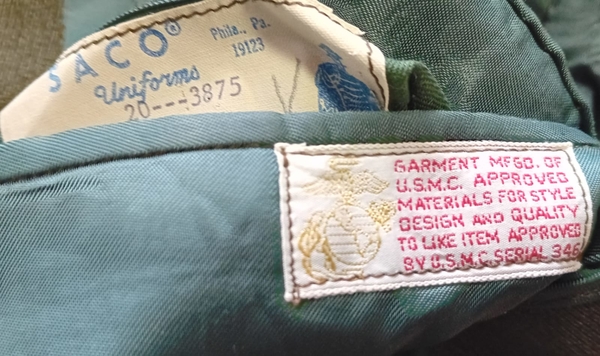 SACO®
Phila., Pa.
19123
Uniforms
20---3875
GARMENT MFGD. OF
U.S.M.C. APPROVED
MATERIALS FOR STYLE
DESIGN AND QUALITY
TO LIKE ITEM APPROVED
BY U.S.M.C. SERIAL 346